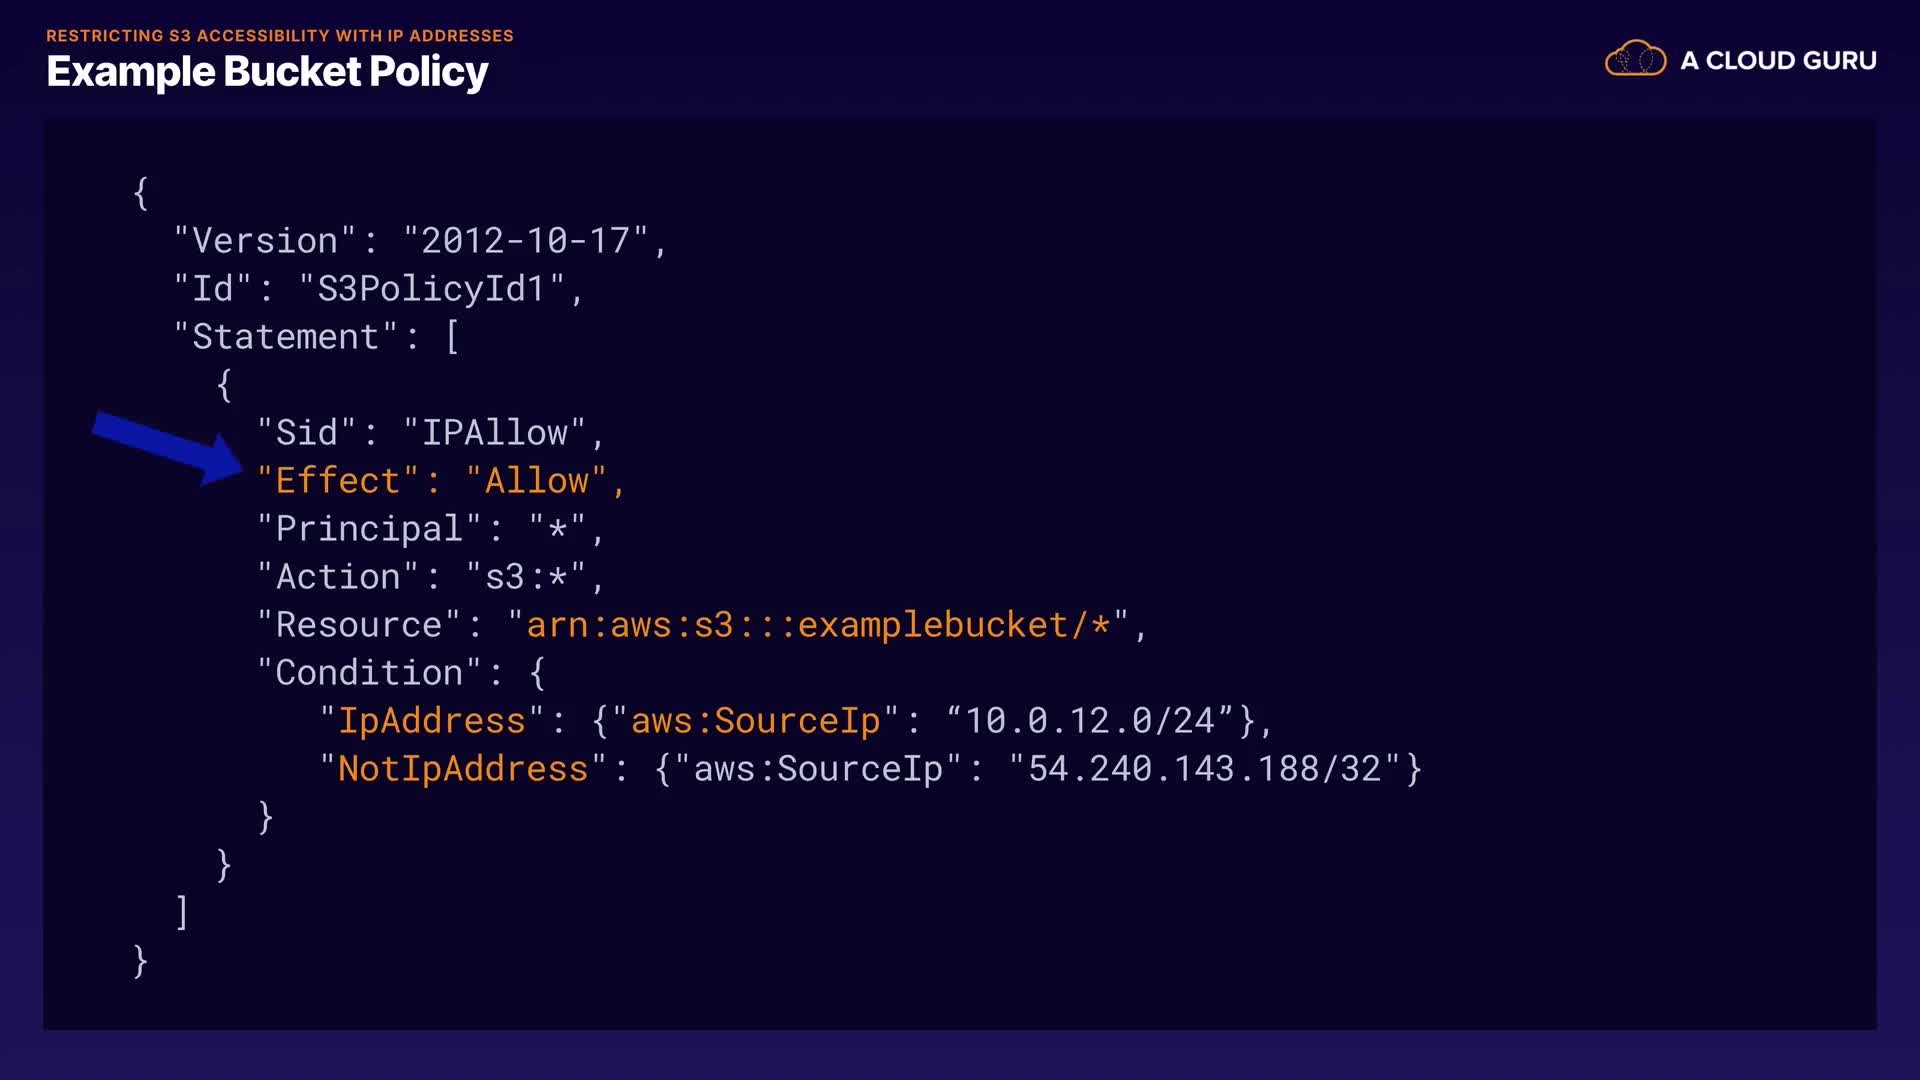 RESTRICTING S3 ACCESSIBILITY WITH IP ADDRESSES
Example Bucket Policy
A CLOUD GURU
{
"Version": "2012-10-17",
"Id": "S3PolicyId1",
"Statement": [
{
"Sid": "IPAllow",
"Effect": "Allow",
"Principal": "*",
"Action": "s3:*",
"Resource": "arn:aws:s3:::examplebucket/*",
"Condition": {
"IpAddress": {"aws:SourceIp": “10.0.12.0/24”},
"NotIpAddress": {"aws:SourceIp": "54.240.143.188/32"}
}
}
]
}